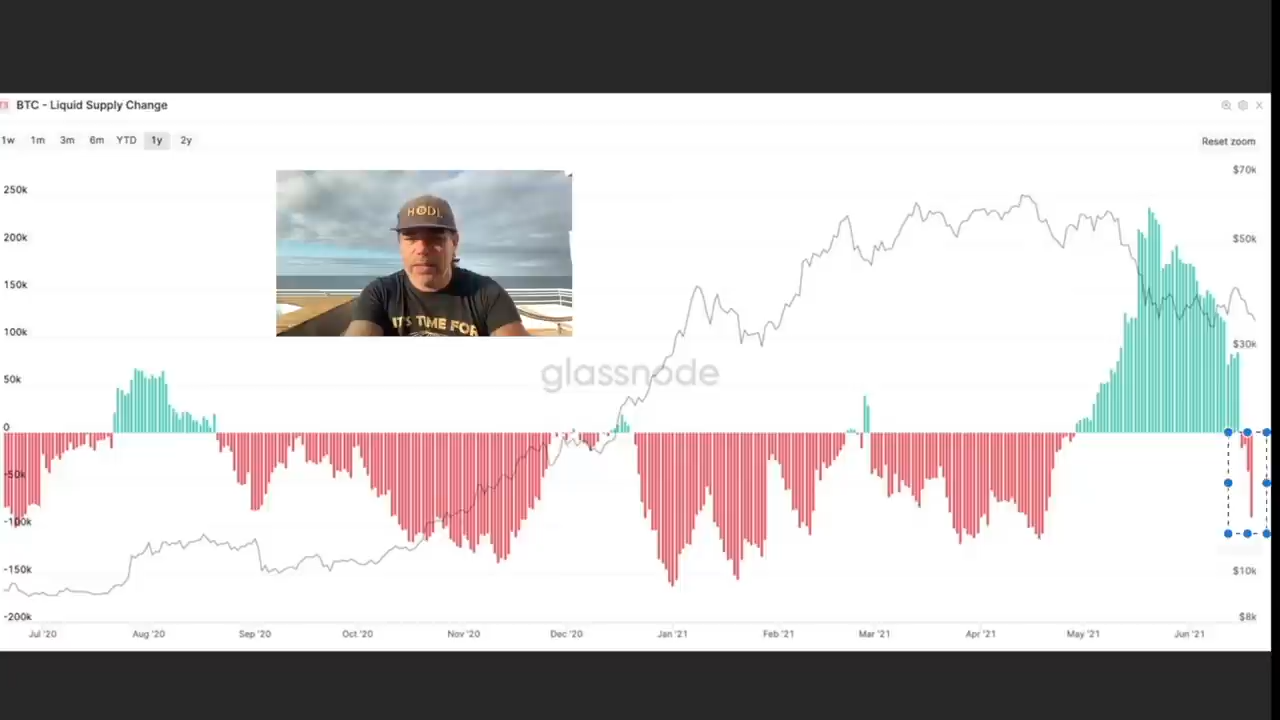 BTC - Liquid Supply Change
1w 1m 3m 6m YTD 1y 2y
Reset zoom
250k
200k
150k
100k
50k
0
-50k
-100k
-150k
-200k
$70k
$50k
$30k
$10k
$8k
HODL
IT'S TIME FOR
glassnode
Jul '20 Aug '20 Sep '20 Oct '20 Nov '20 Dec '20 Jan '21 Feb '21 Mar '21 Apr '21 May '21 Jun '21